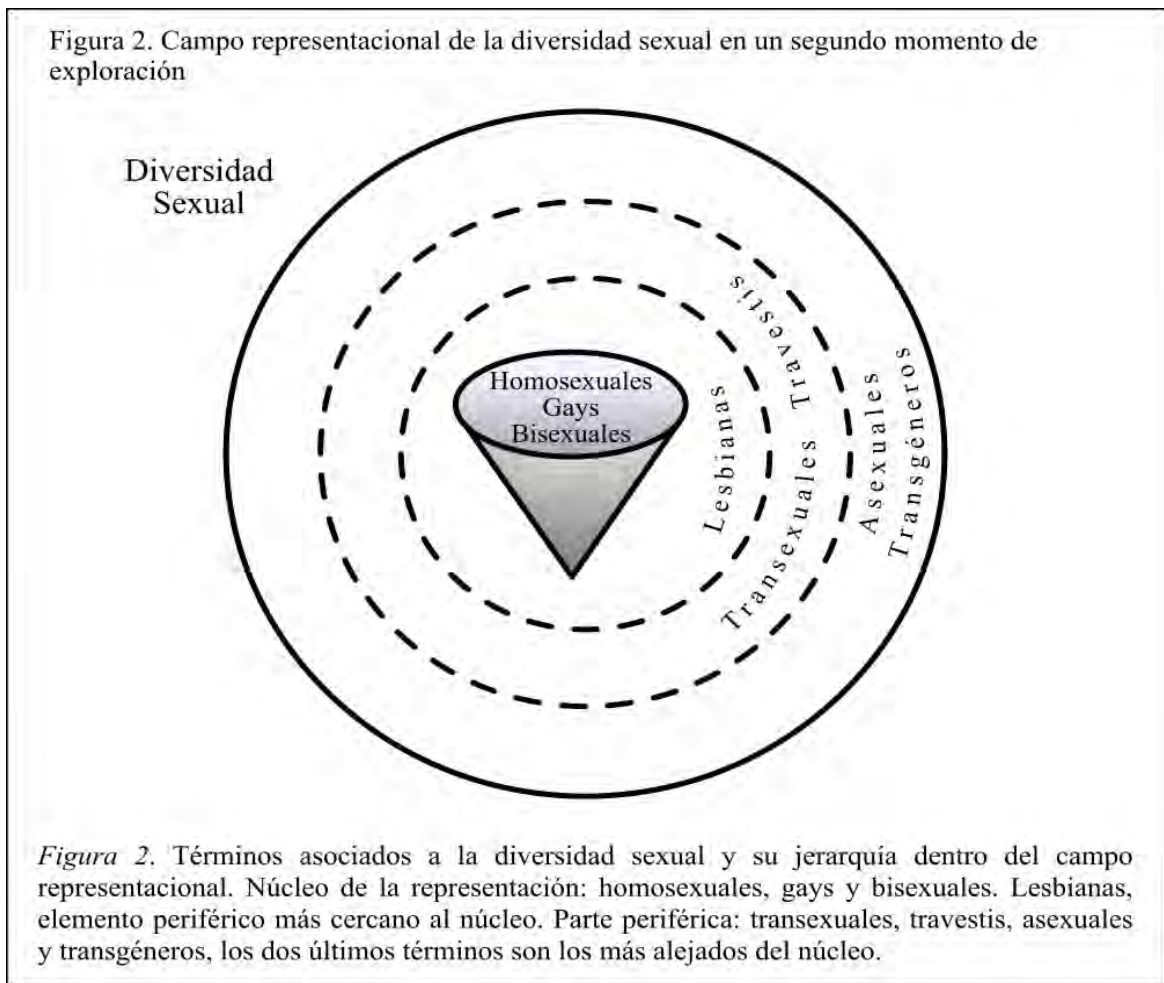 Figura 2. Campo representacional de la diversidad sexual en un segundo momento de
exploración
Diversidad
Sexual
Homosexuales
Gays
Bisexuales
Lesbianas
Transexuales Travestís
Asexuales
Transgéneros
Figura 2. Términos asociados a la diversidad sexual y su jerarquía dentro del campo
representacional. Núcleo de la representación: homosexuales, gays y bisexuales. Lesbianas,
elemento periférico más cercano al núcleo. Parte periférica: transexuales, travestis, asexuales
y transgéneros, los dos últimos términos son los más alejados del núcleo.